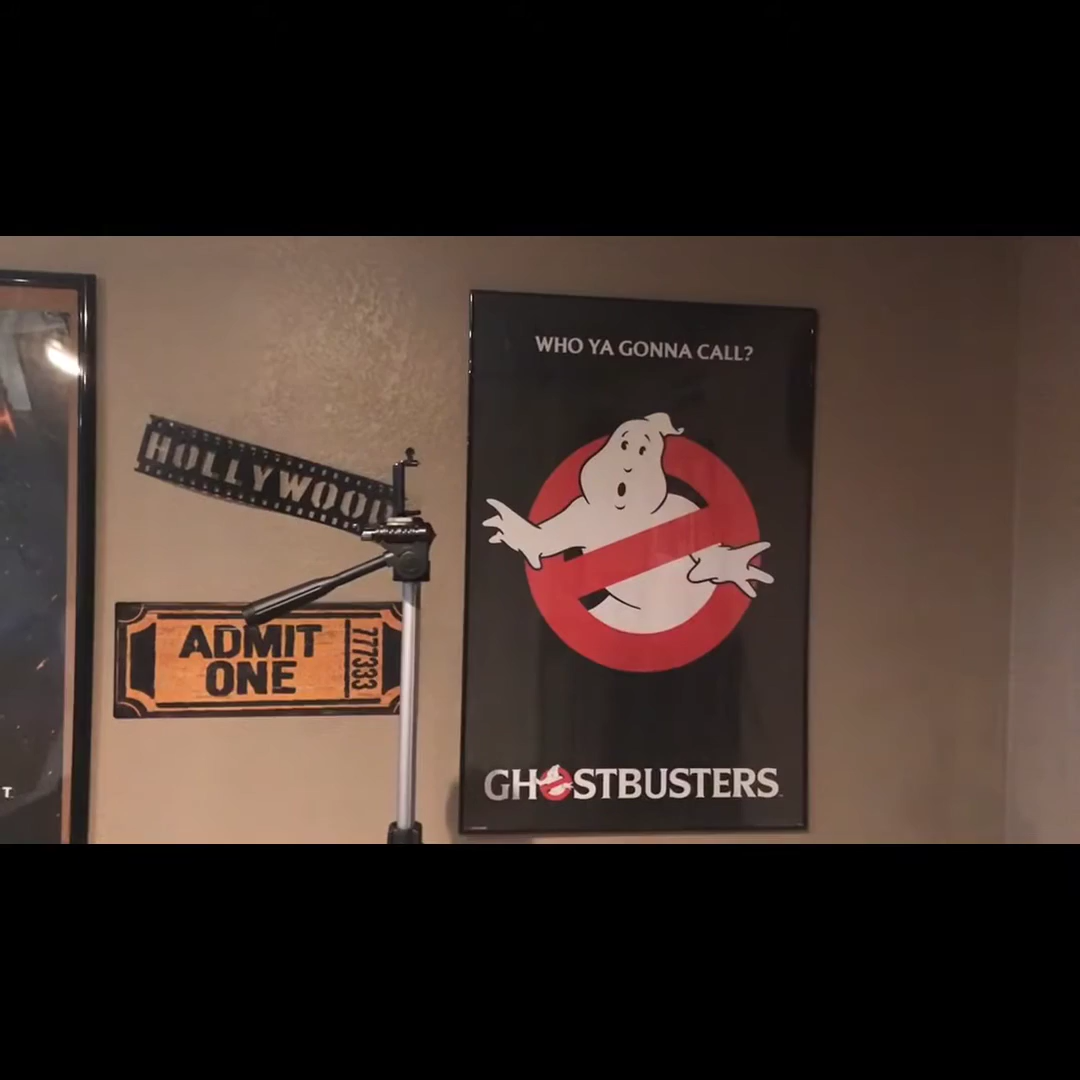 WHO YA GONNA CALL?
HOLLYWOOD
ADMIT
ONE
777333
GHOSTBUSTERS
T.